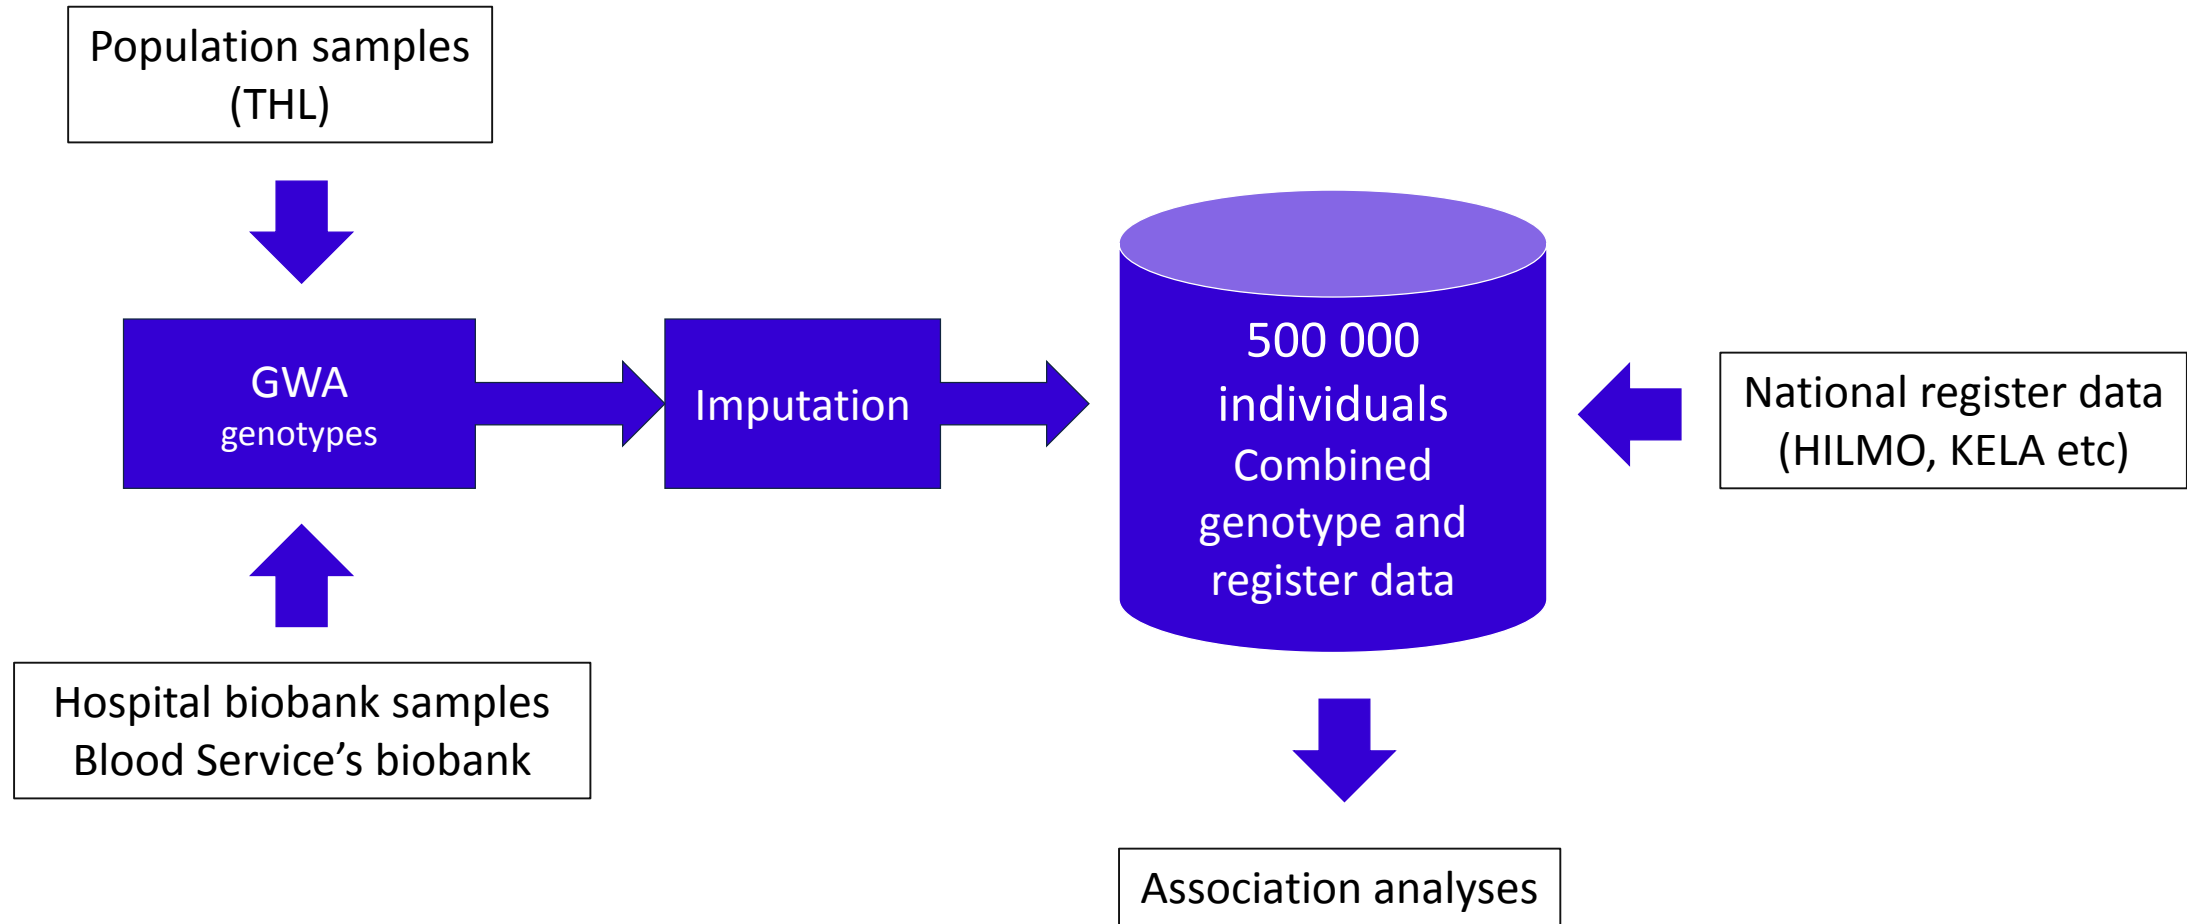 Population samples
(THL)
GWA
genotypes
Imputation
500 000
individuals
Combined
genotype and
register data
National register data
(HILMO, KELA etc)
Hospital biobank samples
Blood Service’s biobank
Association analyses